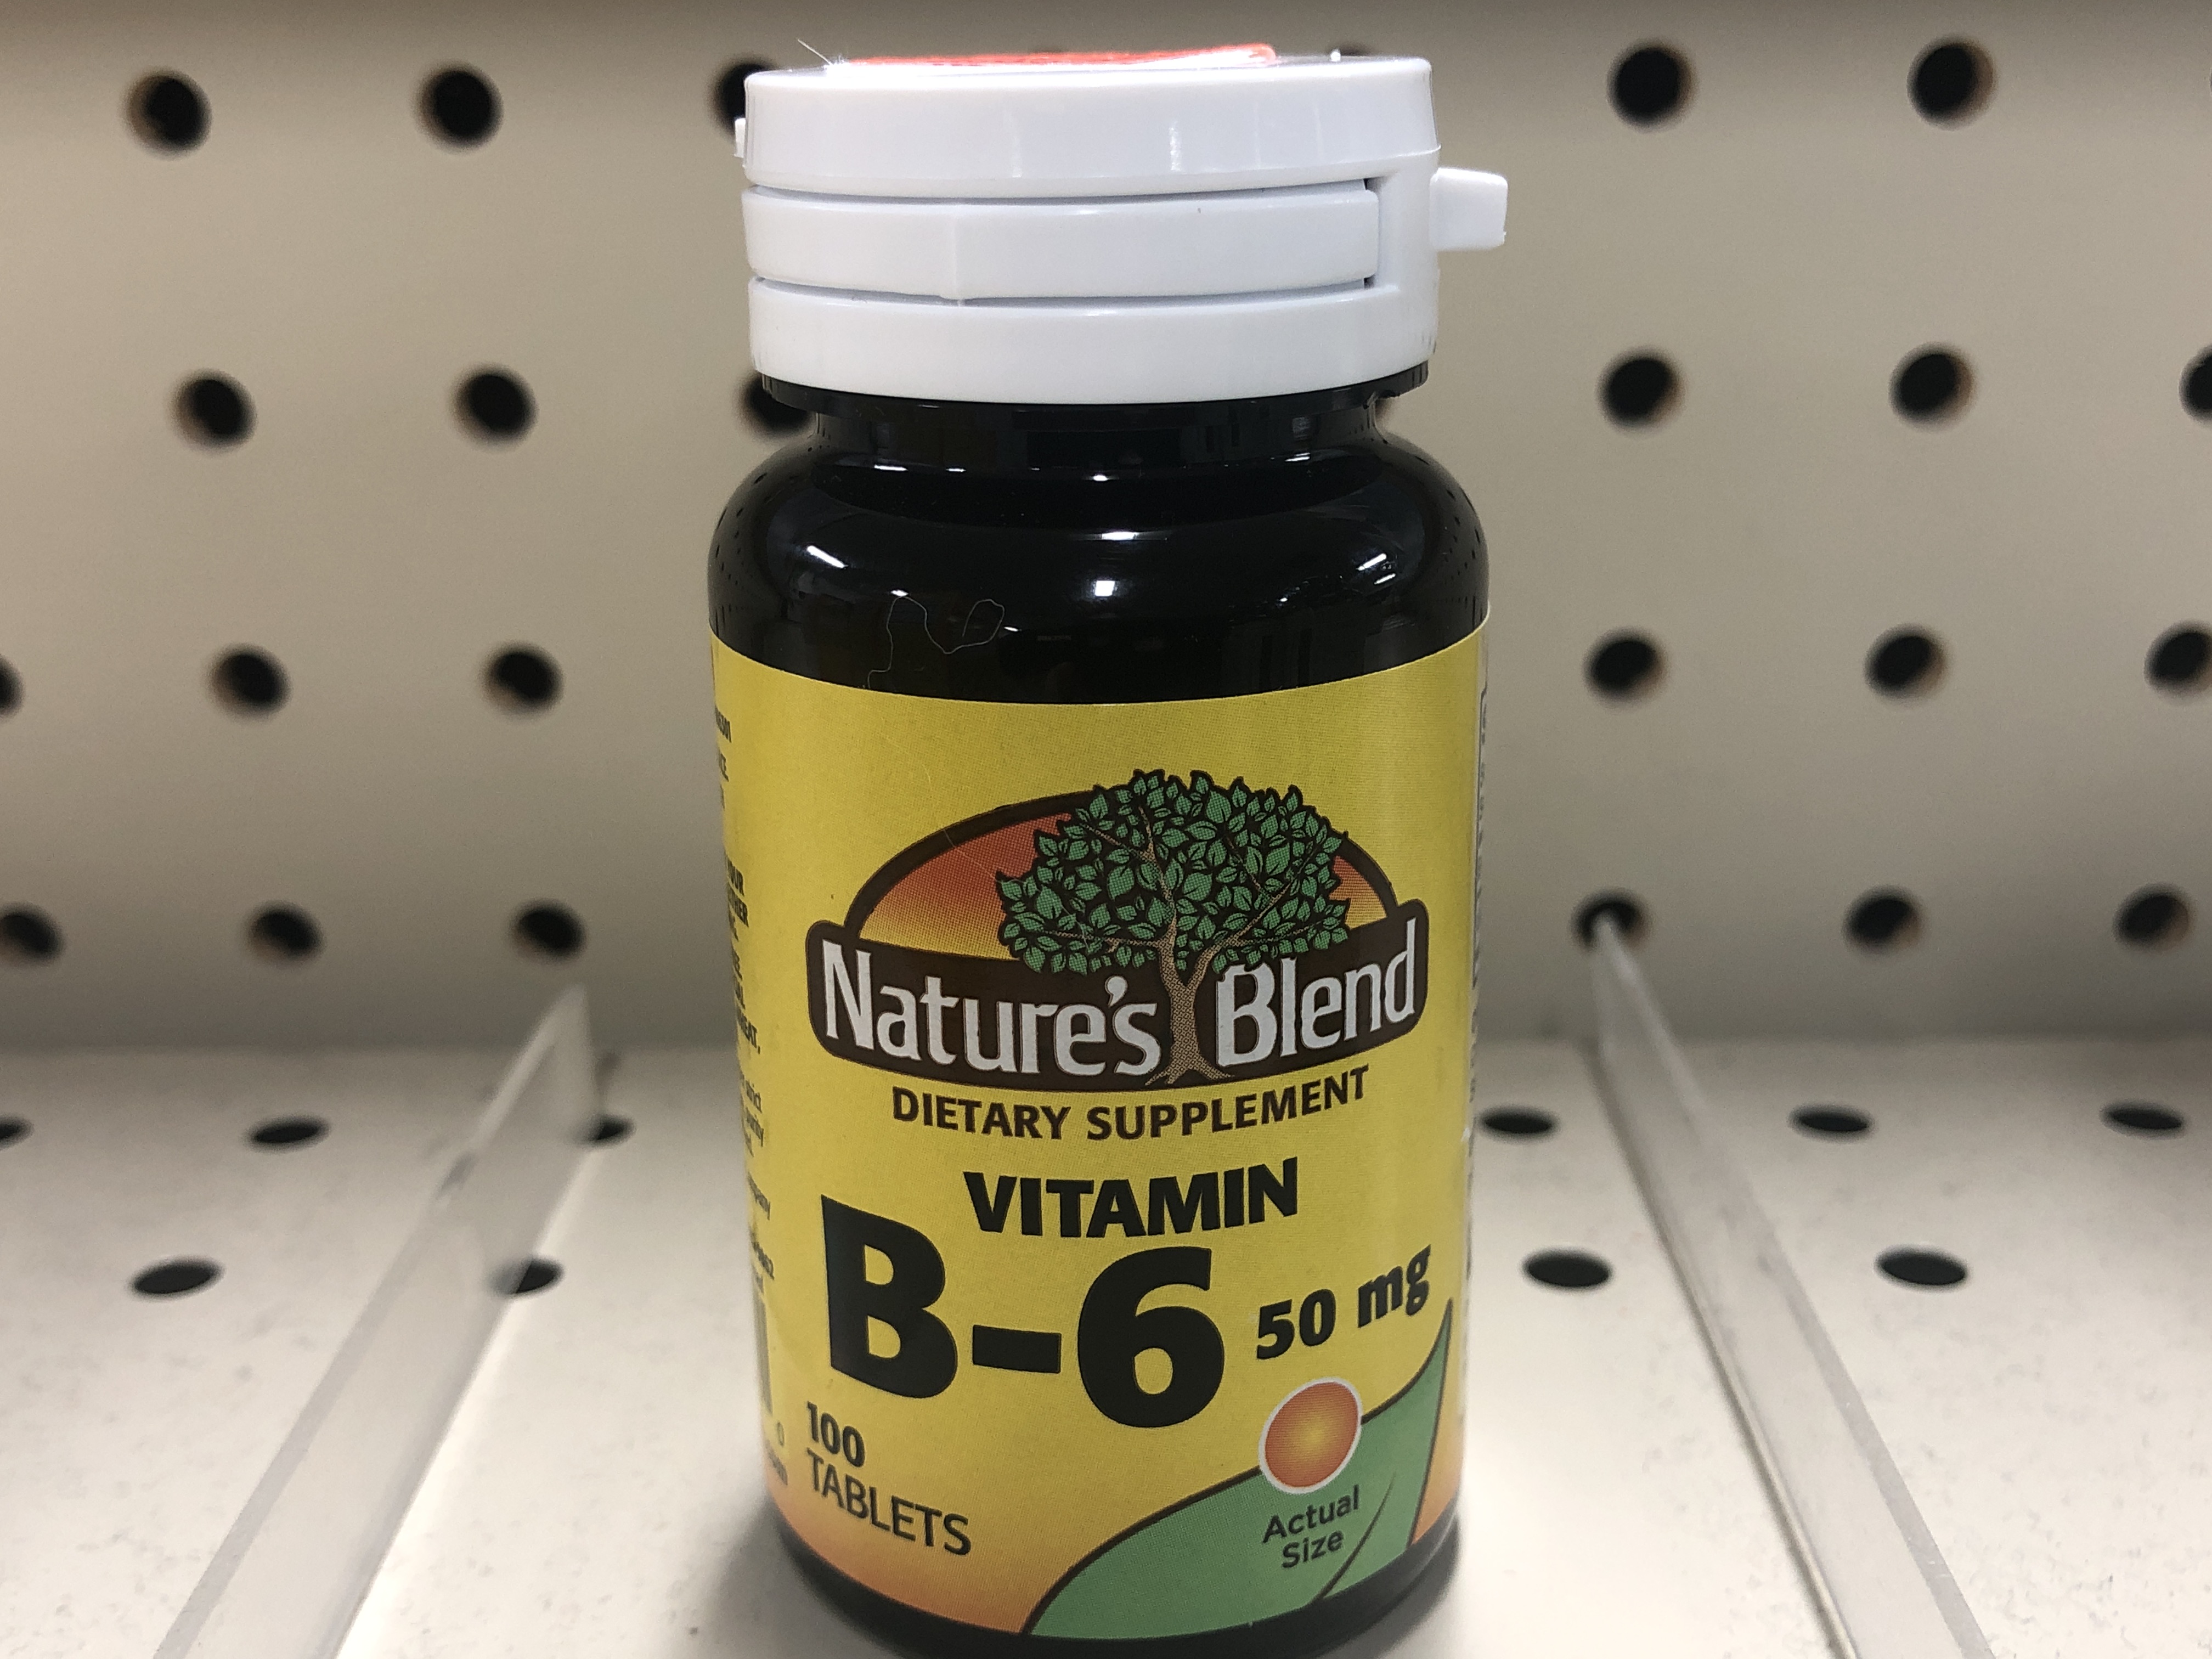 Nature's Blend
DIETARY SUPPLEMENT
VITAMIN
B-6 50 mg
100
TABLETS
Actual
Size